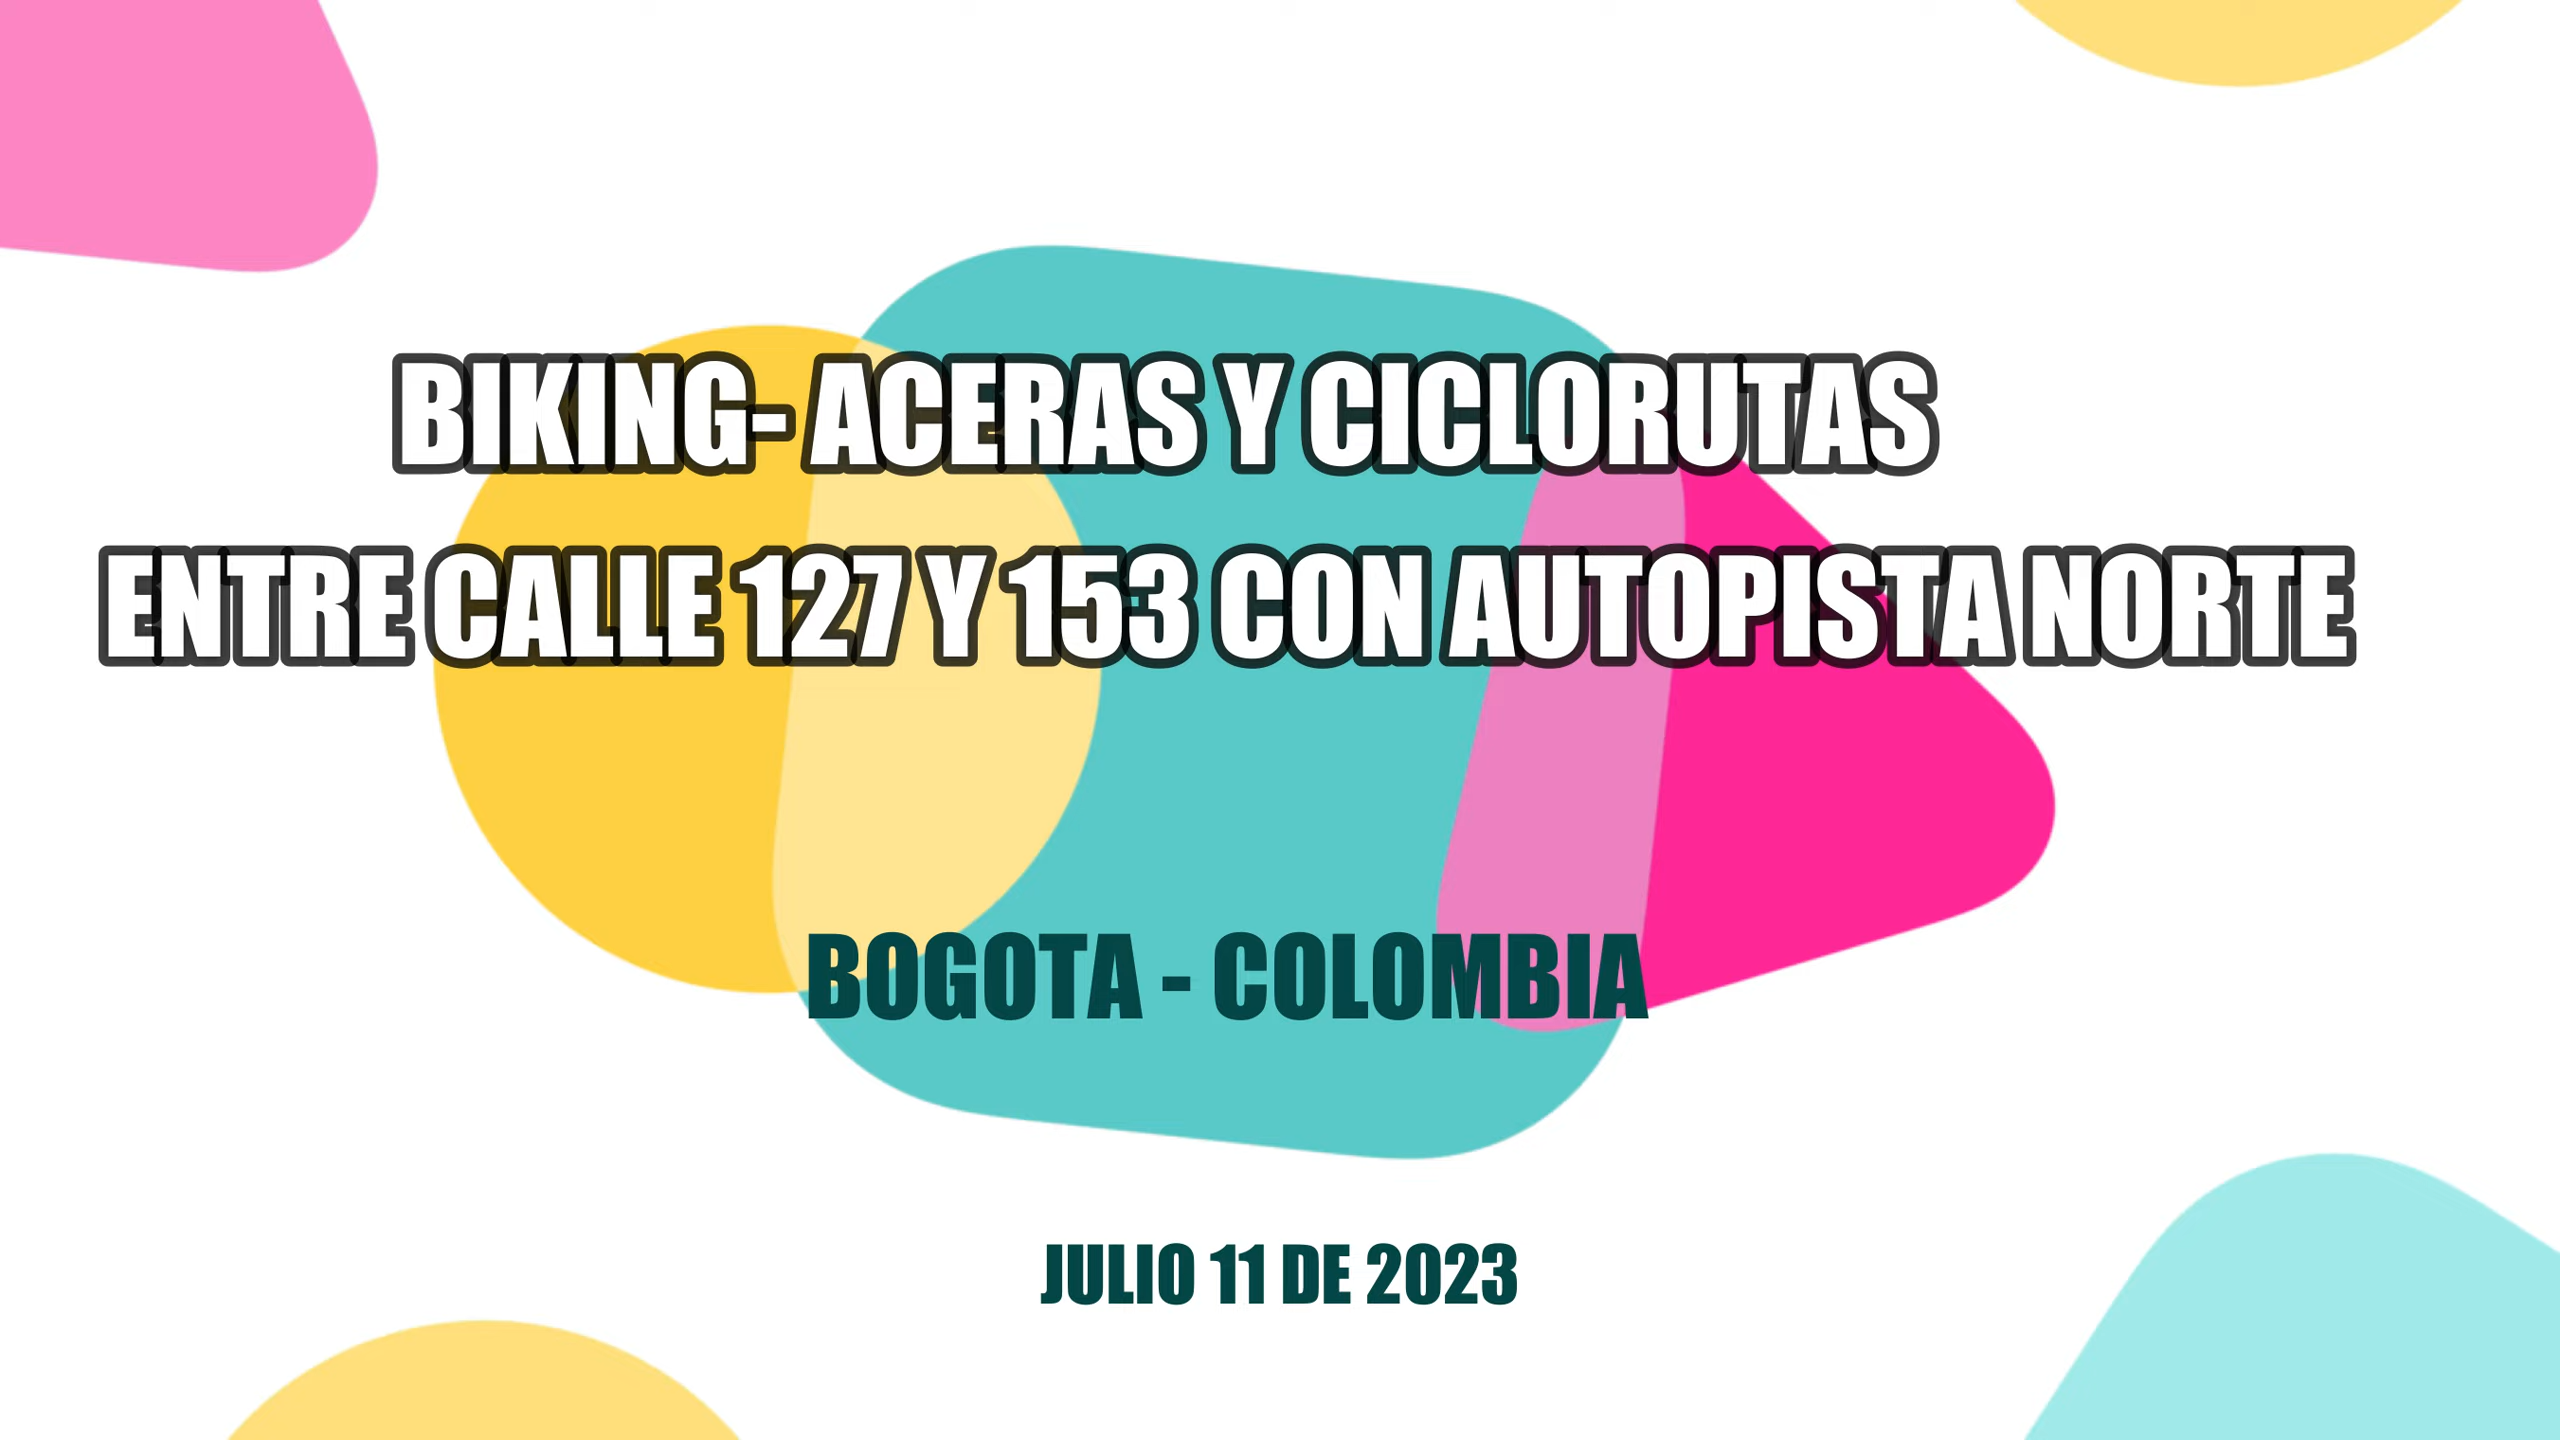 BIKING- ACERAS Y CICLORUTAS
ENTRE CALLE 127 Y 153 CON AUTOPISTA NORTE
BOGOTA - COLOMBIA
JULIO 11 DE 2023